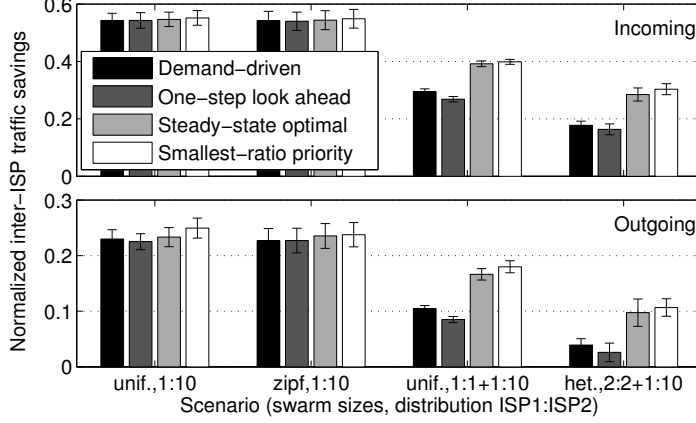 0.6
Incoming
Demand−driven
One−step look ahead
Steady−state optimal
Smallest−ratio priority
0.4
0.2
0
Normalized inter−ISP traffic savings
0.3
Outgoing
0.2
0.1
0
unif.,1:10 zipf,1:10 unif.,1:1+1:10 het.,2:2+1:10
Scenario (swarm sizes, distribution ISP1:ISP2)